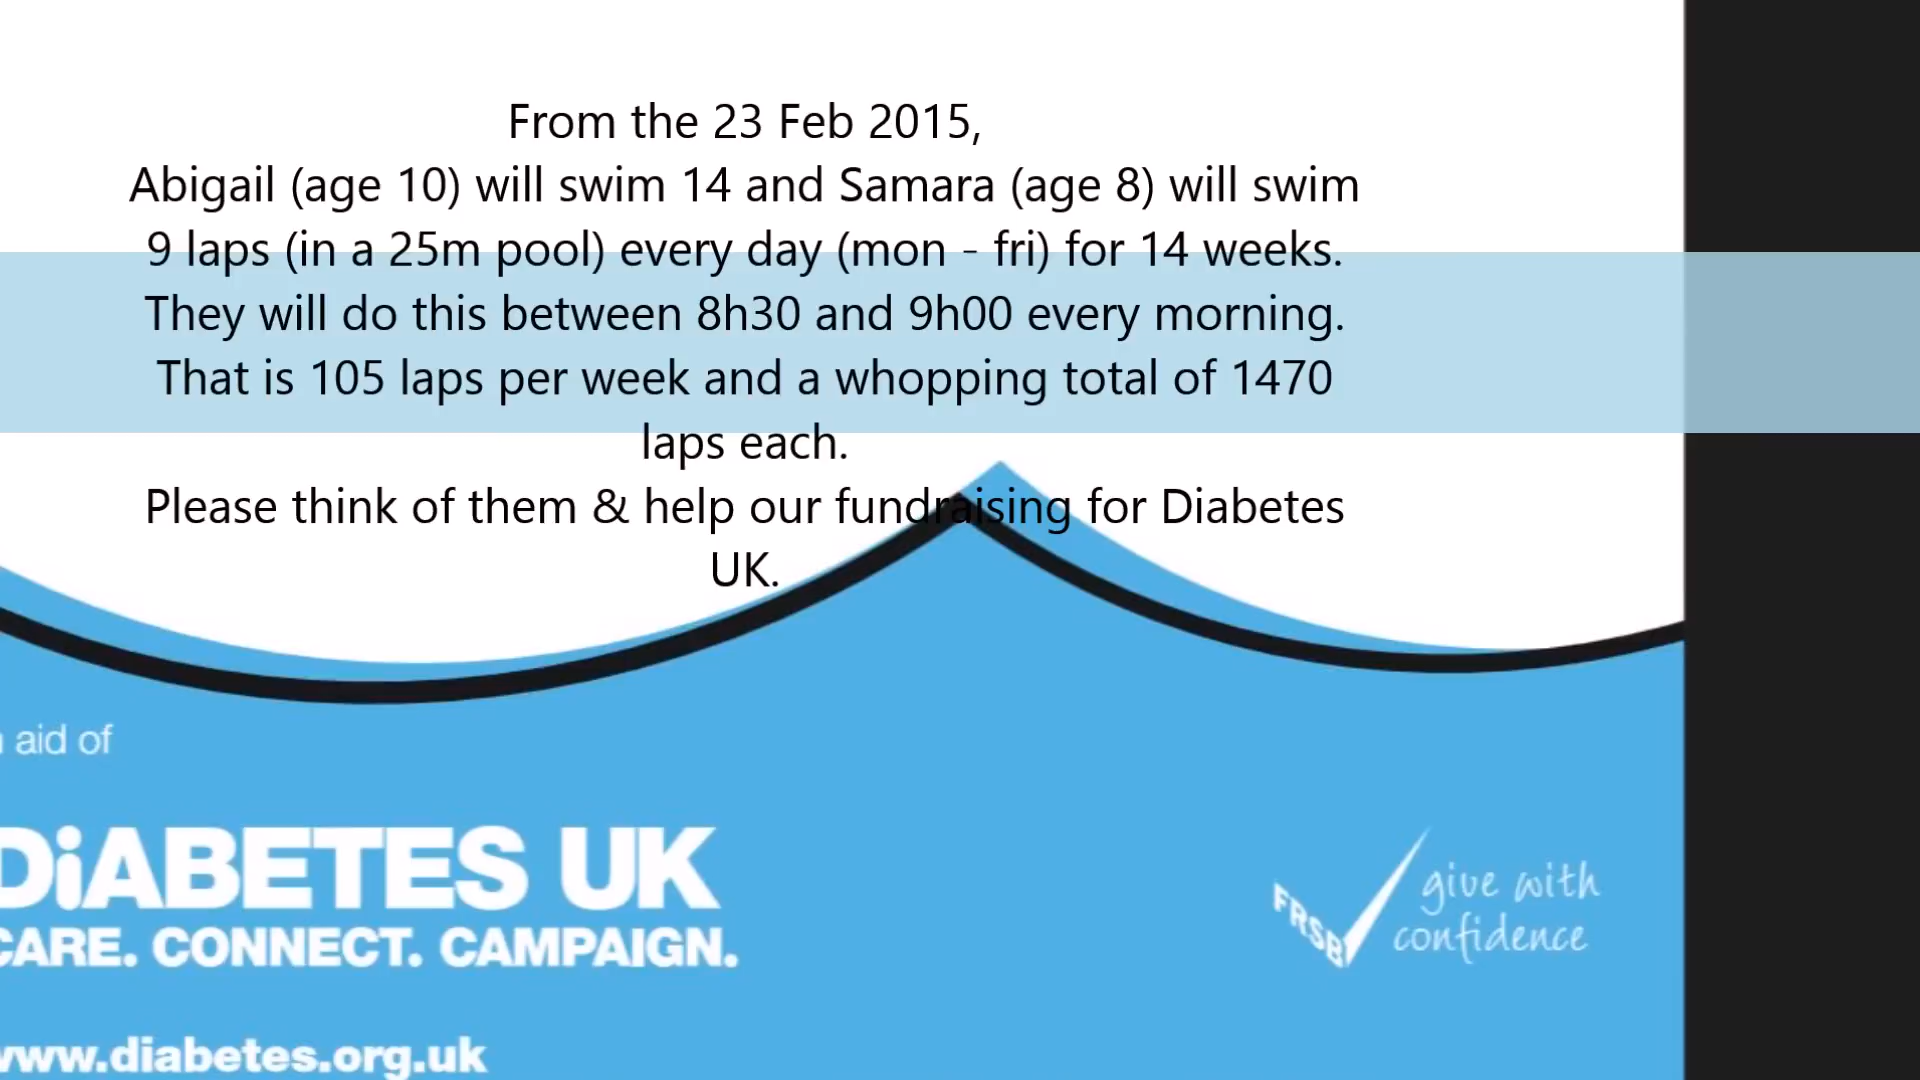 From the 23 Feb 2015,
Abigail (age 10) will swim 14 and Samara (age 8) will swim
9 laps (in a 25m pool) every day (mon - fri) for 14 weeks.
They will do this between 8h30 and 9h00 every morning.
That is 105 laps per week and a whopping total of 1470
laps each.
Please think of them & help our fundraising for Diabetes
UK.
aid of
DiABETES UK
CARE. CONNECT. CAMPAIGN.
www.diabetes.org.uk
FRSB
give with
confidence